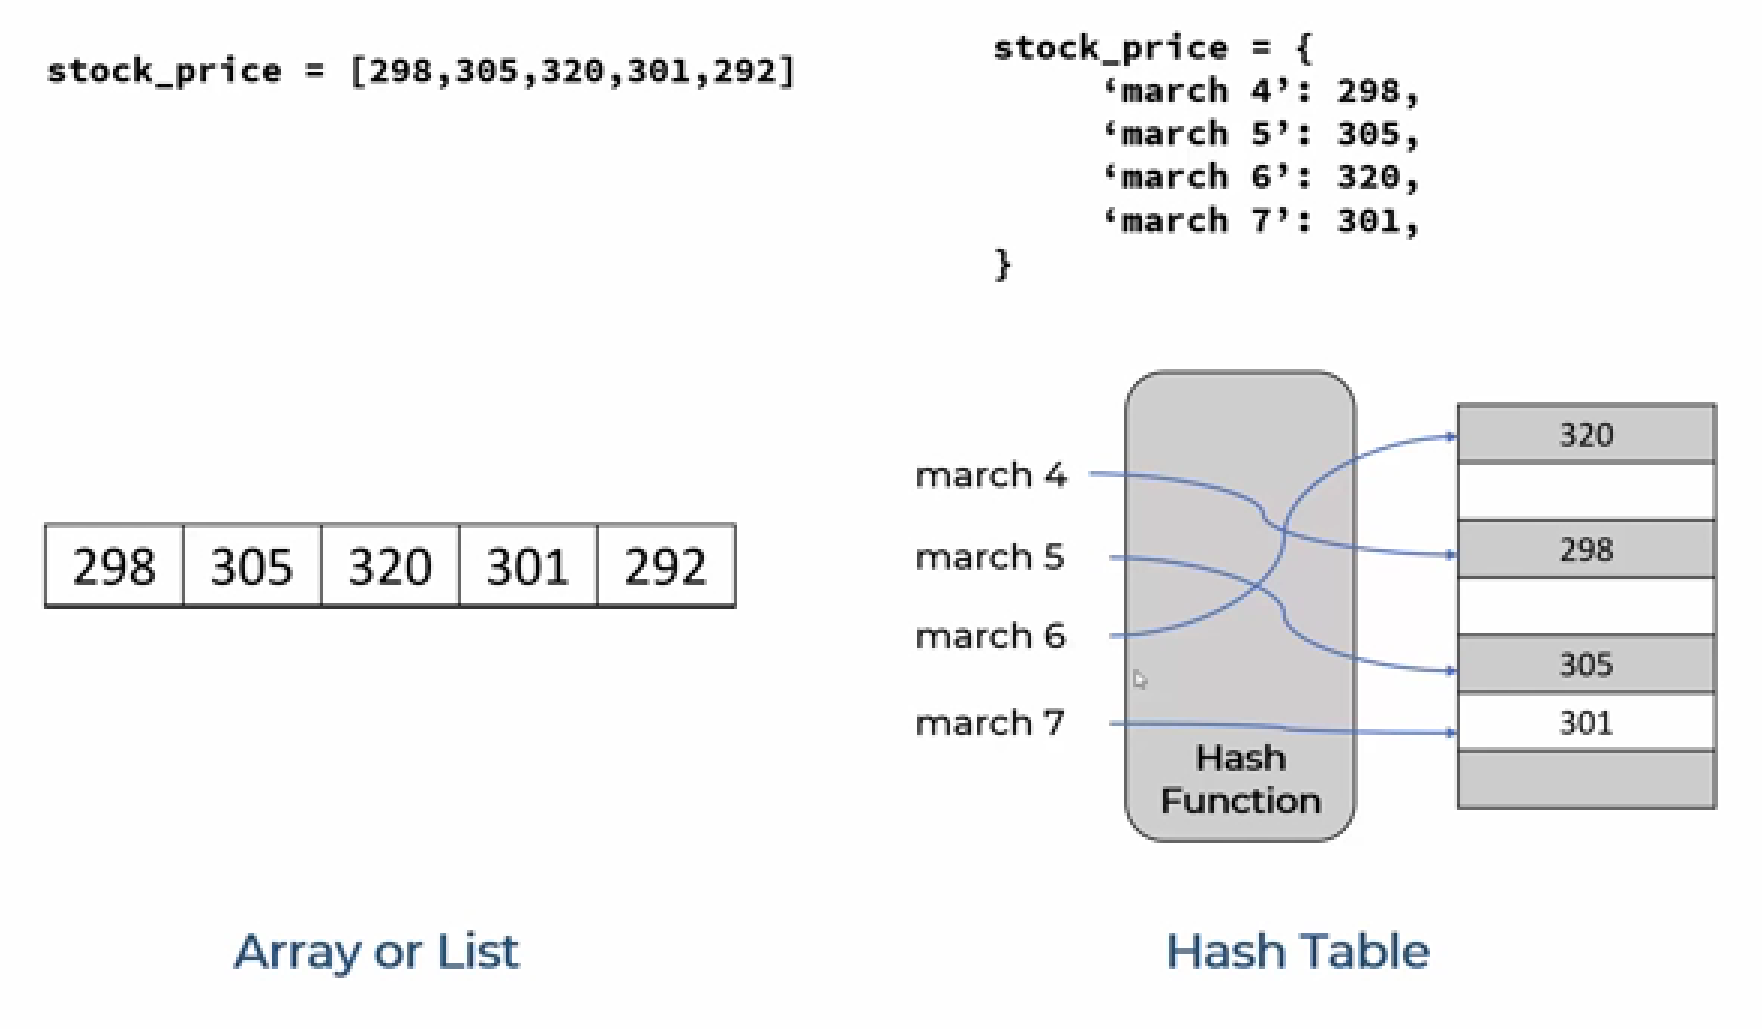 stock_price = [298,305,320,301,292]
298 305 320 301 292
Array or List
stock_price = {
‘march 4’: 298,
‘march 5’: 305,
‘march 6’: 320,
‘march 7’: 301,
}
march 4
march 5
march 6
march 7
Hash
Function
320
298
305
301
Hash Table